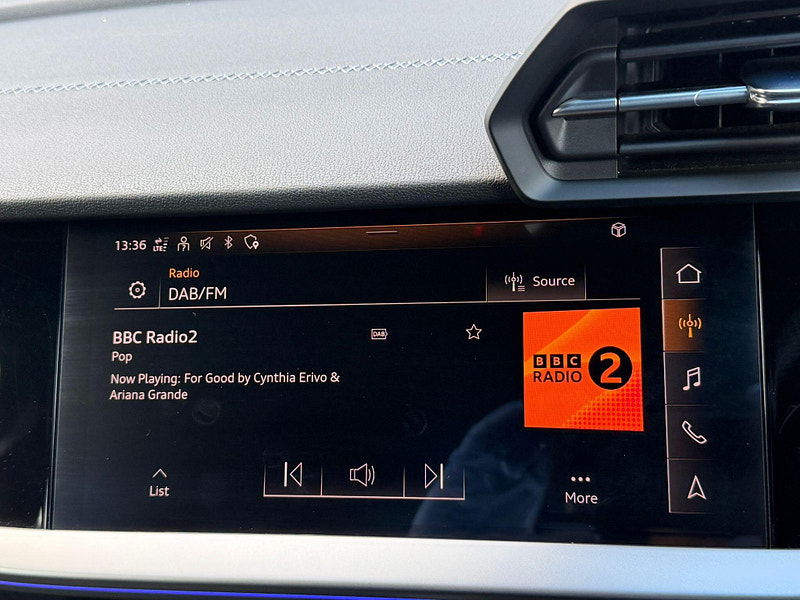 13:36 LTE
Radio
DAB/FM
Source
BBC Radio2
DAB
Pop
Now Playing: For Good by Cynthia Erivo &
Ariana Grande
BBC
RADIO 2
List
More